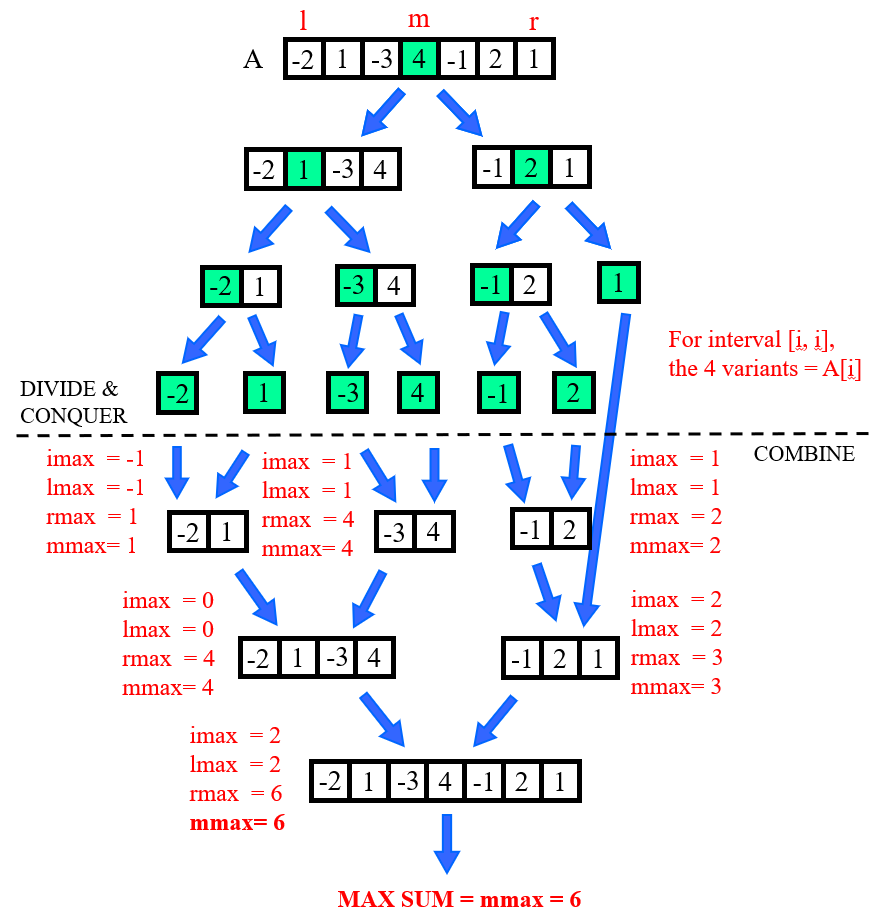 l m r
A -2 1 -3 4 -1 2 1
-2 1 -3 4 -1 2 1
-2 1 -3 4 -1 2 1
For interval [i, i],
the 4 variants = A[i]
-2 1 -3 4 -1 2
DIVIDE &
CONQUER
COMBINE
imax = -1
lmax = -1
rmax = 1
mmax= 1
-2 1
imax = 1
lmax = 1
rmax = 4
mmax= 4
-3 4
imax = 1
lmax = 1
rmax = 2
mmax= 2
-1 2
imax = 0
lmax = 0
rmax = 4
mmax= 4
-2 1 -3 4
imax = 2
lmax = 2
rmax = 3
mmax= 3
-1 2 1
imax = 2
lmax = 2
rmax = 6
mmax= 6
-2 1 -3 4 -1 2 1
MAX SUM = mmax = 6